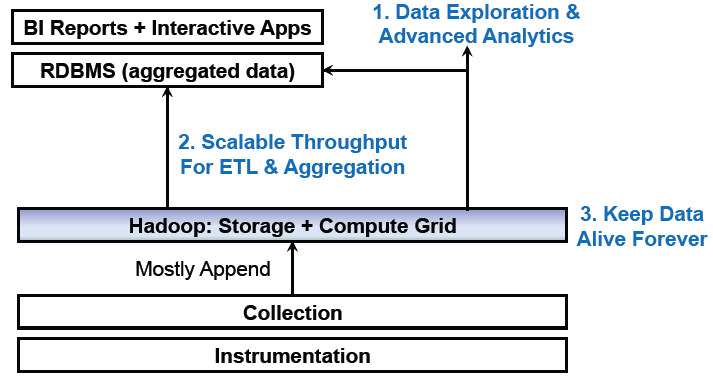 BI Reports + Interactive Apps
RDBMS (aggregated data)
1. Data Exploration &
Advanced Analytics
2. Scalable Throughput
For ETL & Aggregation
Hadoop: Storage + Compute Grid
3. Keep Data
Alive Forever
Mostly Append
Collection
Instrumentation